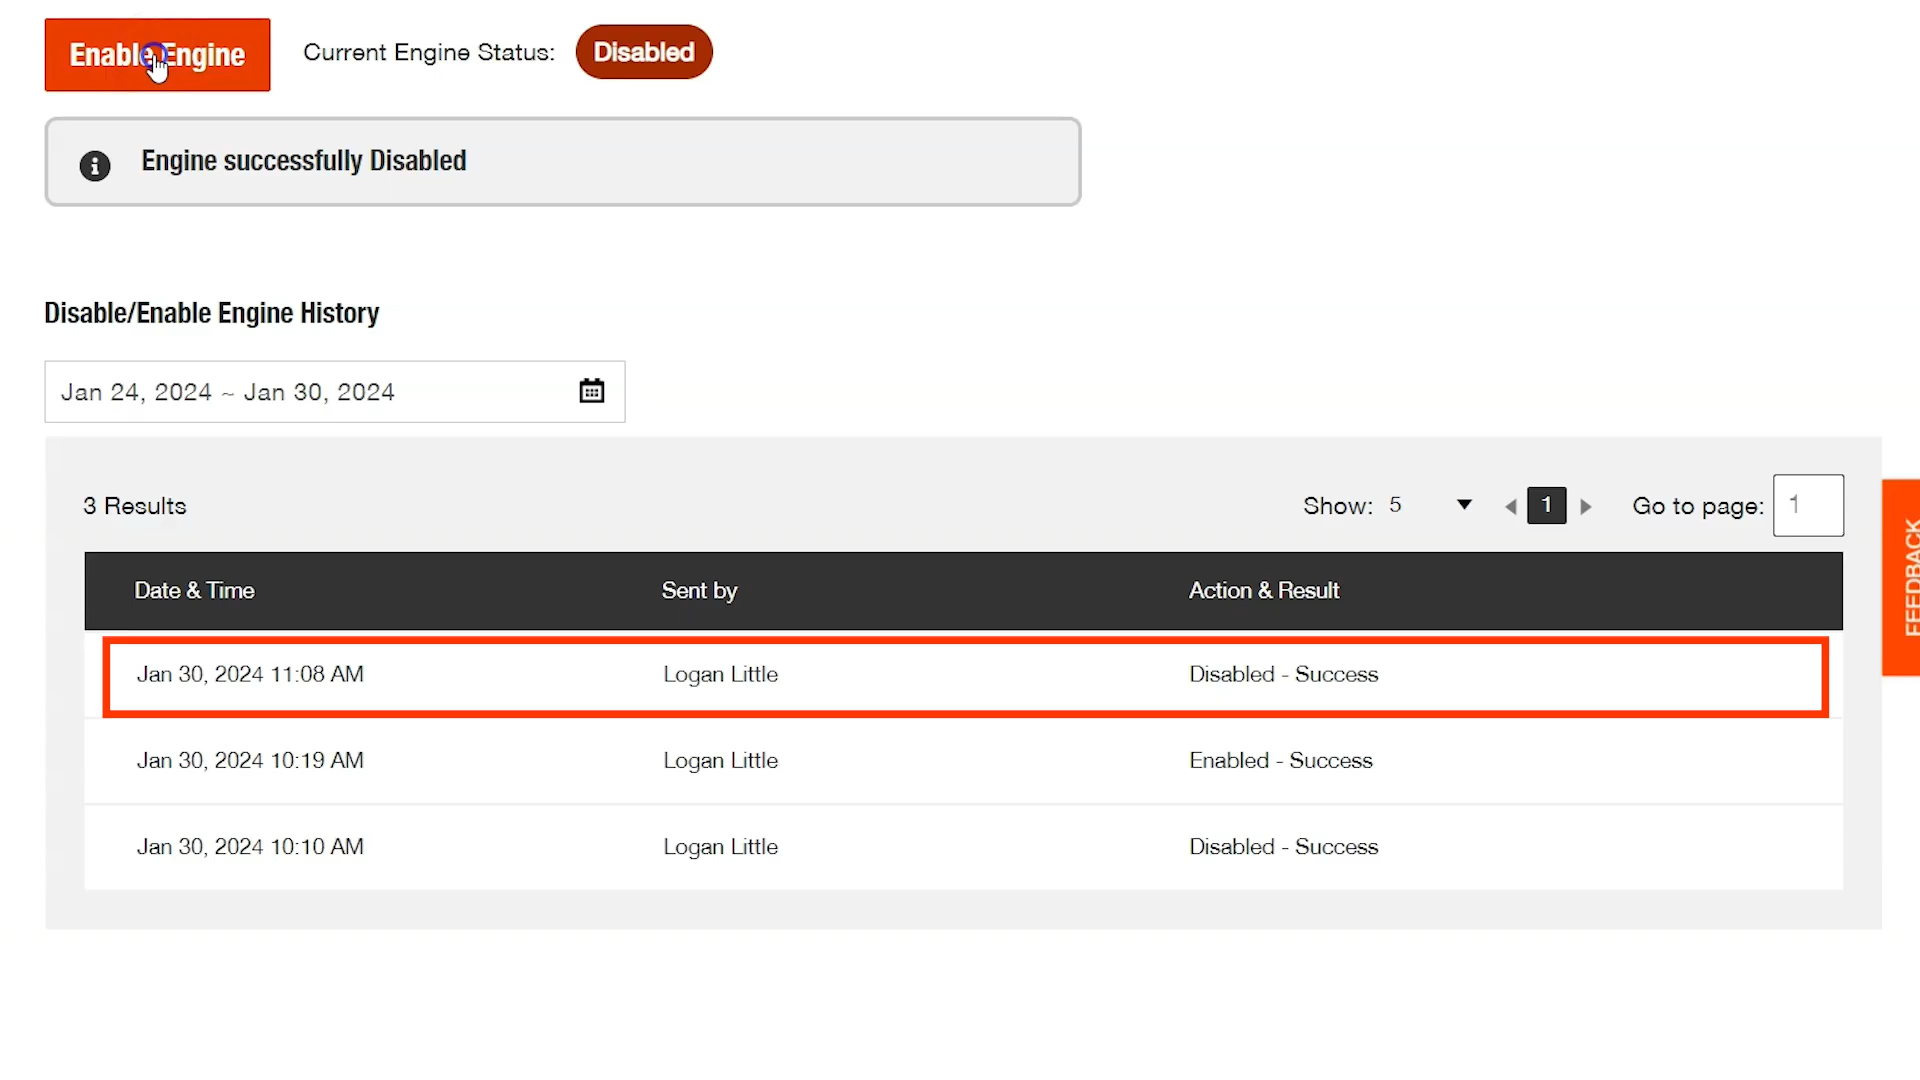 Enable Engine
Current Engine Status: Disabled
Engine successfully Disabled
Disable/Enable Engine History
Jan 24, 2024 ~ Jan 30, 2024
3 Results
Show: 5
1
Go to page: 1
Date & Time Sent by Action & Result
Jan 30, 2024 11:08 AM Logan Little Disabled - Success
Jan 30, 2024 10:19 AM Logan Little Enabled - Success
Jan 30, 2024 10:10 AM Logan Little Disabled - Success
FEEDBACK